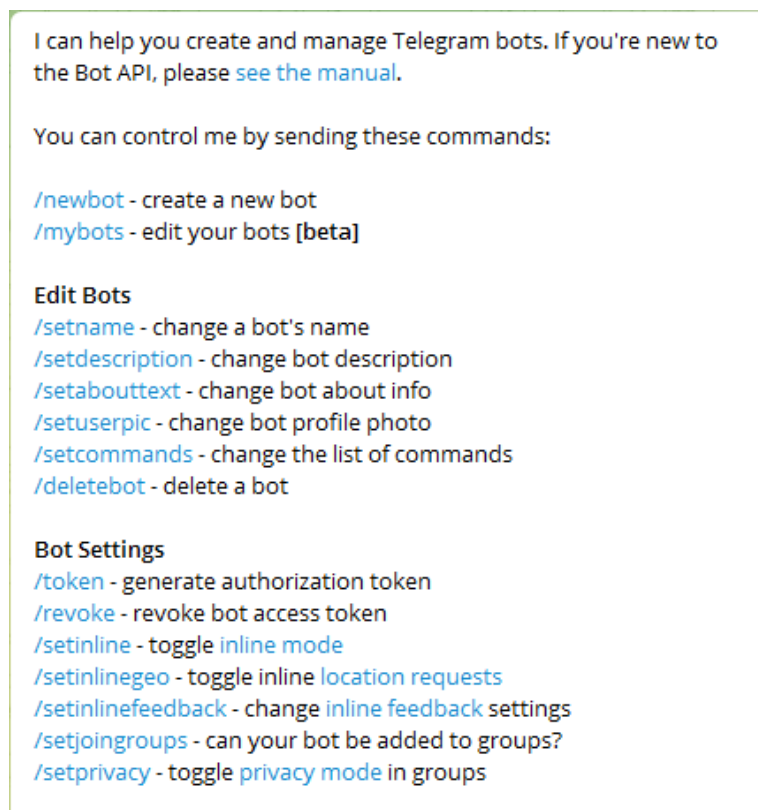 I can help you create and manage Telegram bots. If you're new to
the Bot API, please see the manual.
You can control me by sending these commands:
/newbot - create a new bot
/mybots - edit your bots [beta]
Edit Bots
/setname - change a bot's name
/setdescription - change bot description
/setabouttext - change bot about info
/setuserpic - change bot profile photo
/setcommands - change the list of commands
/deletebot - delete a bot
Bot Settings
/token - generate authorization token
/revoke - revoke bot access token
/setinline - toggle inline mode
/setinlinegeo - toggle inline location requests
/setinlinefeedback - change inline feedback settings
/setjoingroups - can your bot be added to groups?
/setprivacy - toggle privacy mode in groups